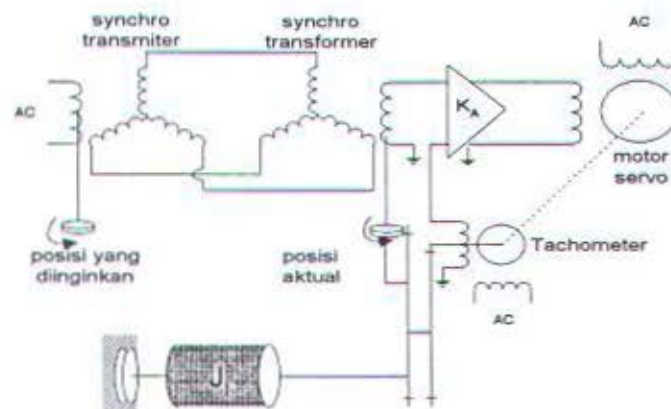 synchro
transmiter
synchro
transformer
AC
AC
K_A
motor
servo
posisi yang
diinginkan
posisi
aktual
Tachometer
AC
J